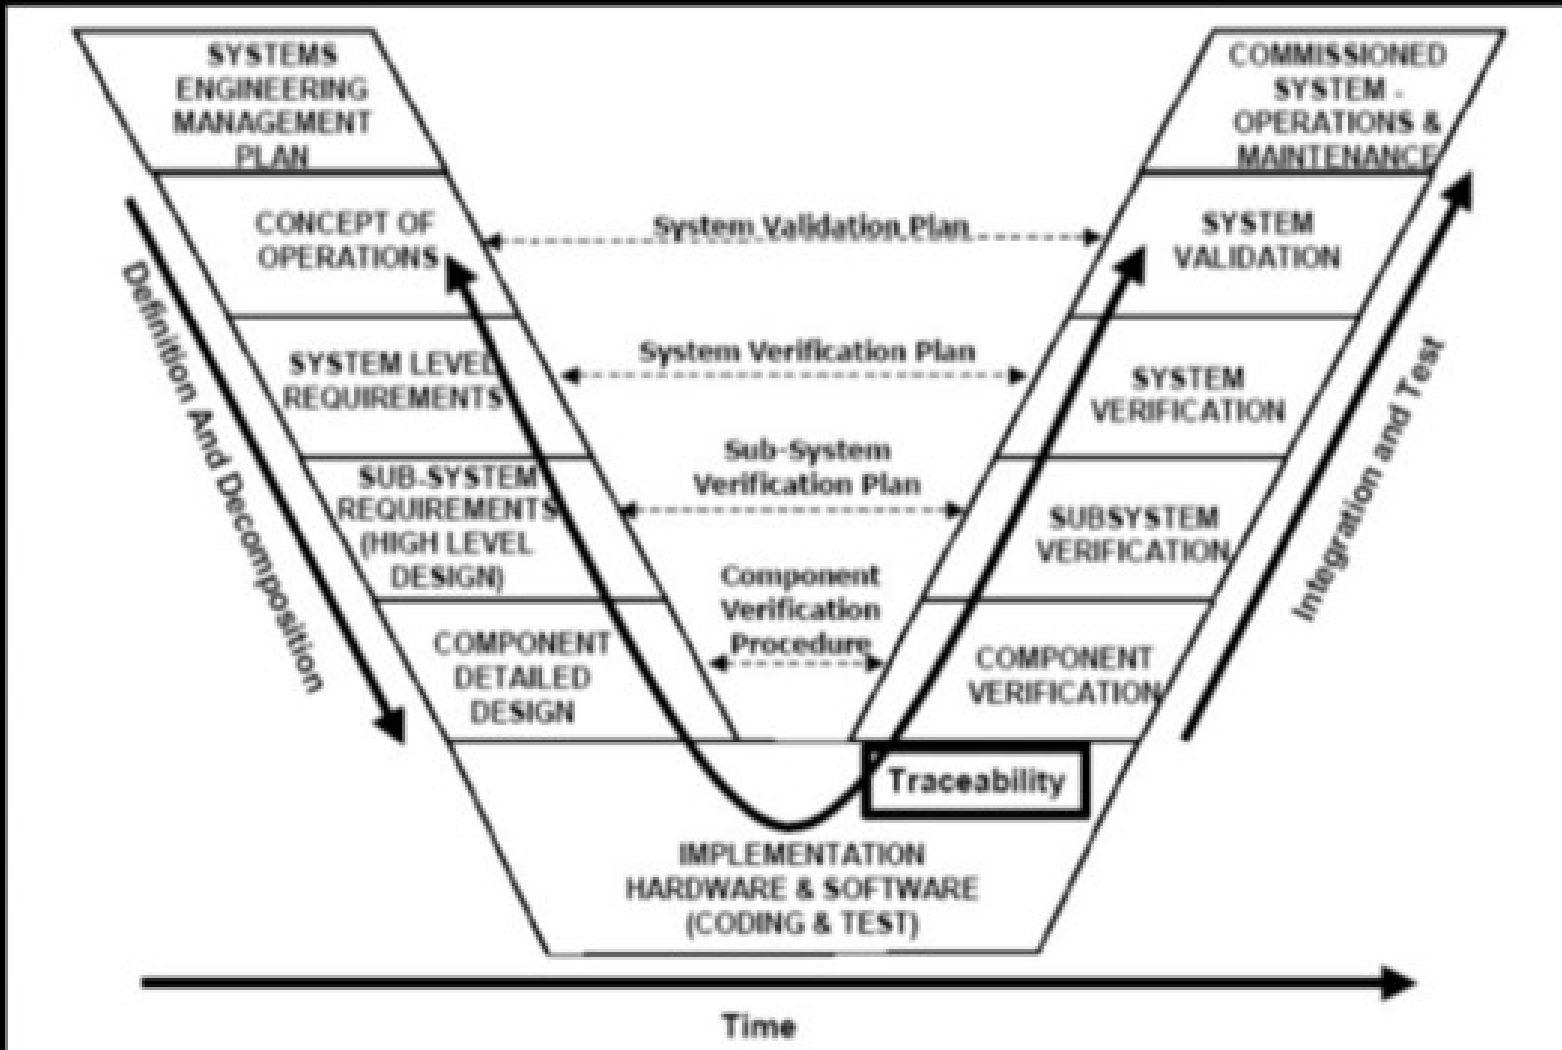 SYSTEMS
ENGINEERING
MANAGEMENT
PLAN
COMMISSIONED
SYSTEM -
OPERATIONS &
MAINTENANCE
CONCEPT OF
OPERATIONS
System Validation Plan
SYSTEM
VALIDATION
Definition And Decomposition
SYSTEM LEVEL
REQUIREMENTS
System Verification Plan
SYSTEM
VERIFICATION
Integration and Test
SUB-SYSTEM
REQUIREMENTS
(HIGH LEVEL
DESIGN)
Sub-System
Verification Plan
SUBSYSTEM
VERIFICATION
COMPONENT
DETAILED
DESIGN
Component
Verification
Procedure
COMPONENT
VERIFICATION
Traceability
IMPLEMENTATION
HARDWARE & SOFTWARE
(CODING & TEST)
Time